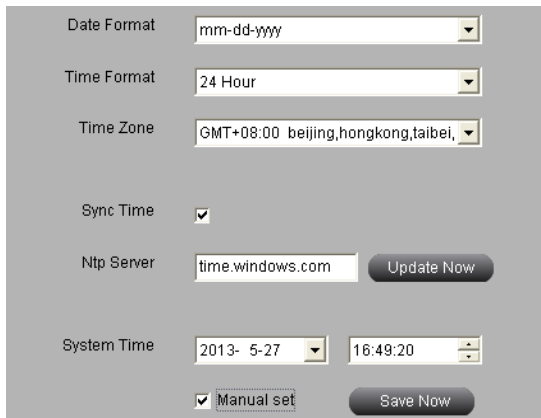 Date Format mm-dd-yyyy
Time Format 24 Hour
Time Zone GMT+08:00 beijing,hongkong,taibei,
Sync Time
Ntp Server time.windows.com Update Now
System Time 2013- 5-27 16:49:20
Manual set Save Now